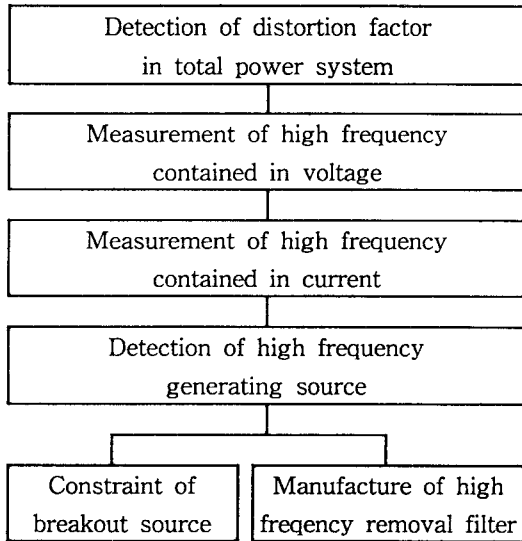 Detection of distortion factor
in total power system
Measurement of high frequency
contained in voltage
Measurement of high frequency
contained in current
Detection of high frequency
generating source
Constraint of
breakout source
Manufacture of high
freqency removal filter